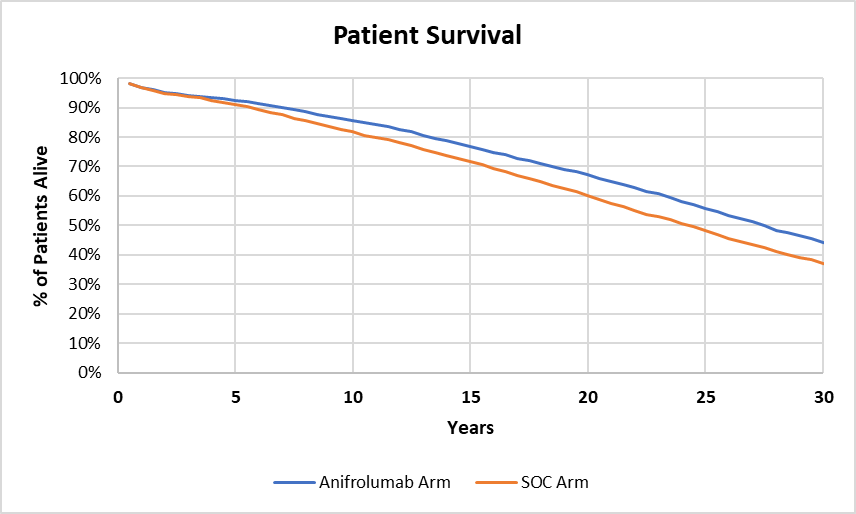 Patient Survival
% of Patients Alive
100%
90%
80%
70%
60%
50%
40%
30%
20%
10%
0%
0 5 10 15 20 25 30
Years
Anifrolumab Arm SOC Arm